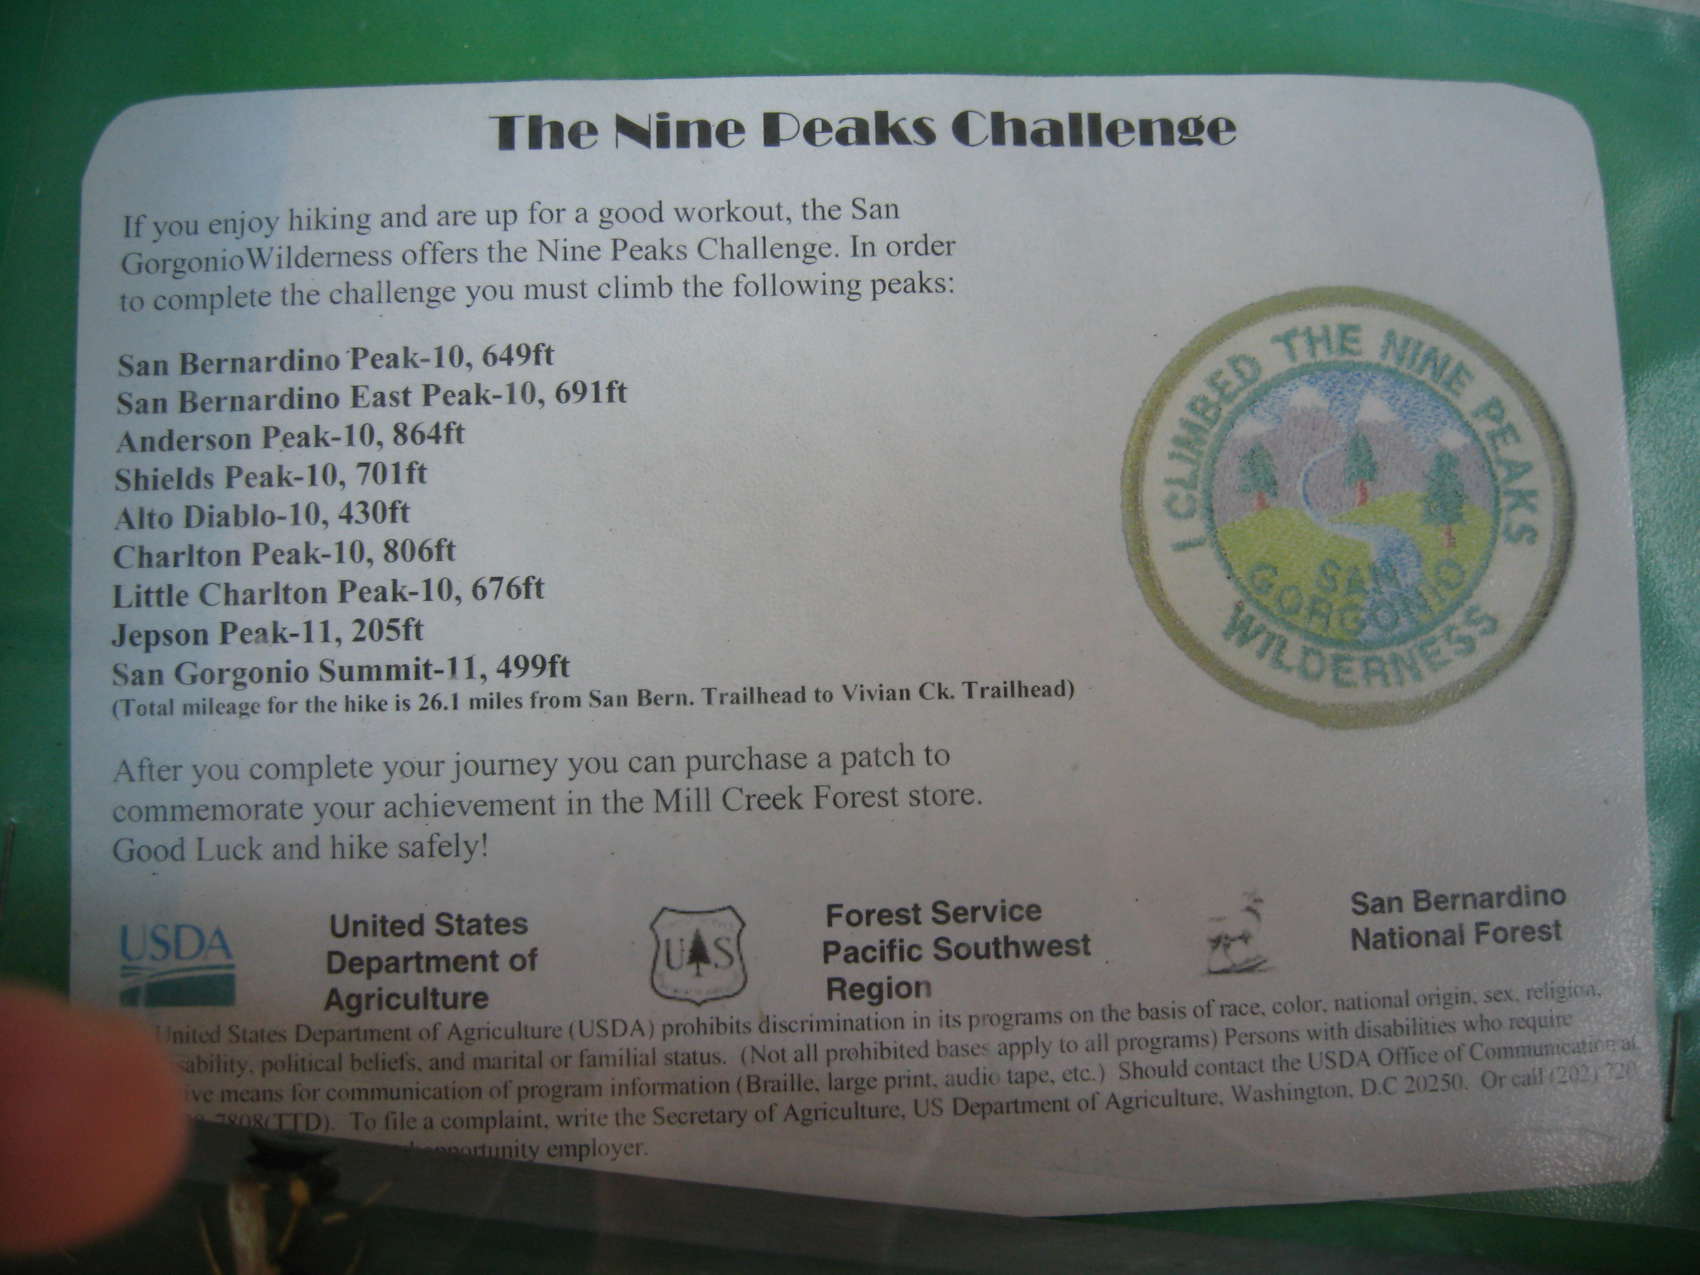 The Nine Peaks Challenge
If you enjoy hiking and are up for a good workout, the San
GorgonioWilderness offers the Nine Peaks Challenge. In order
to complete the challenge you must climb the following peaks:
San Bernardino Peak-10, 649ft
San Bernardino East Peak-10, 691ft
Anderson Peak-10, 864ft
Shields Peak-10, 701ft
Alto Diablo-10, 430ft
Charlton Peak-10, 806ft
Little Charlton Peak-10, 676ft
Jepson Peak-11, 205ft
San Gorgonio Summit-11, 499ft
(Total mileage for the hike is 26.1 miles from San Bern. Trailhead to Vivian Ck. Trailhead)
I CLIMBED THE NINE PEAKS
SAN
GORGONIO
WILDERNESS
After you complete your journey you can purchase a patch to
commemorate your achievement in the Mill Creek Forest store.
Good Luck and hike safely!
USDA
United States
Department of
Agriculture
U S
Forest Service
Pacific Southwest
Region
San Bernardino
National Forest
United States Department of Agriculture (USDA) prohibits discrimination in its programs on the basis of race, color, national origin, sex, religion,
political beliefs, and marital or familial status. (Not all prohibited bases apply to all programs) Persons with disabilities who require
means for communication of program information (Braille, large print, audio tape, etc.) Should contact the USDA Office of Communication at
(TTD). To file a complaint, write the Secretary of Agriculture, US Department of Agriculture, Washington, D.C 20250. Or call (202) 720
opportunity employer.